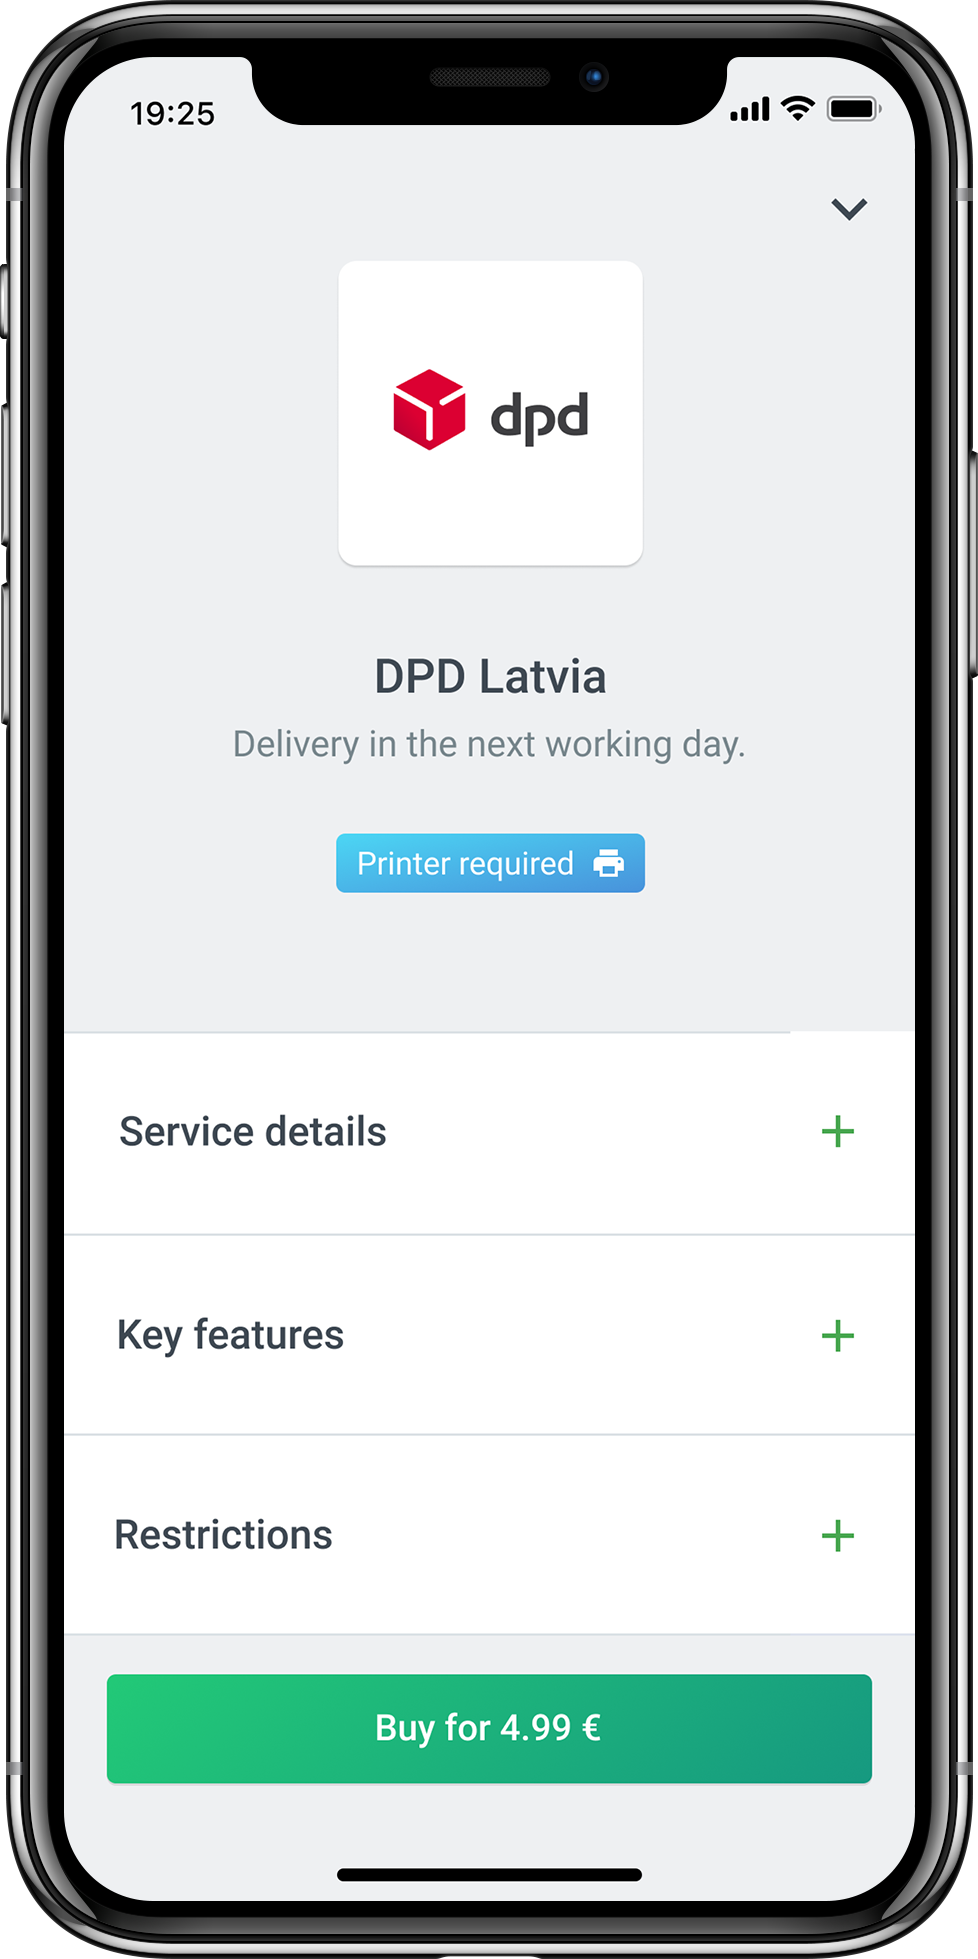 19:25
dpd
DPD Latvia
Delivery in the next working day.
Printer required
Service details
Key features
Restrictions
Buy for 4.99 €